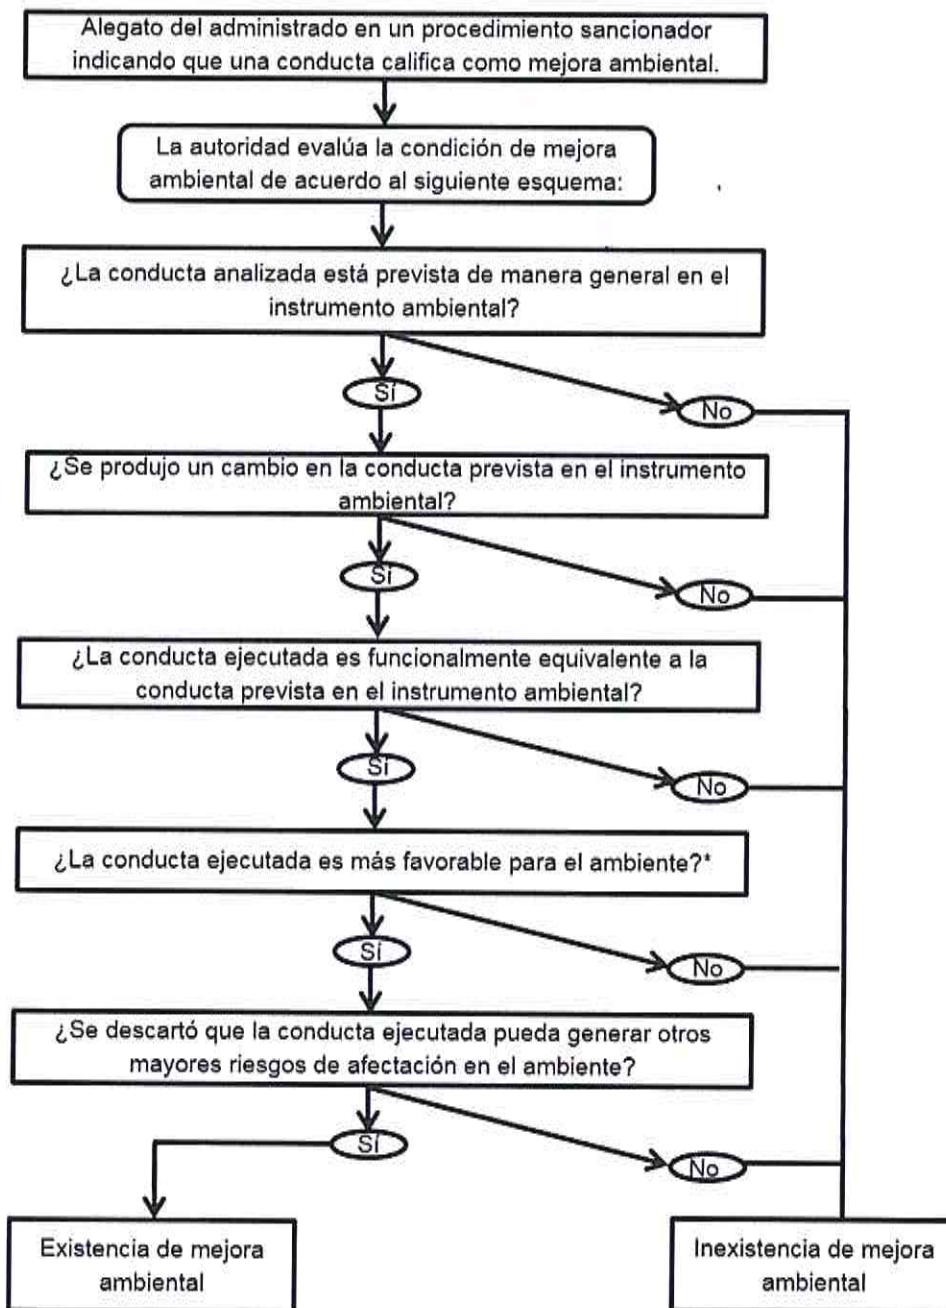 Alegato del administrado en un procedimiento sancionador
indicando que una conducta califica como mejora ambiental.
La autoridad evalúa la condición de mejora
ambiental de acuerdo al siguiente esquema:
¿La conducta analizada está prevista de manera general en el
instrumento ambiental?
Sí
No
¿Se produjo un cambio en la conducta prevista en el instrumento
ambiental?
Sí
No
¿La conducta ejecutada es funcionalmente equivalente a la
conducta prevista en el instrumento ambiental?
Sí
No
¿La conducta ejecutada es más favorable para el ambiente?*
Sí
No
¿Se descartó que la conducta ejecutada pueda generar otros
mayores riesgos de afectación en el ambiente?
Sí
No
Existencia de mejora
ambiental
Inexistencia de mejora
ambiental